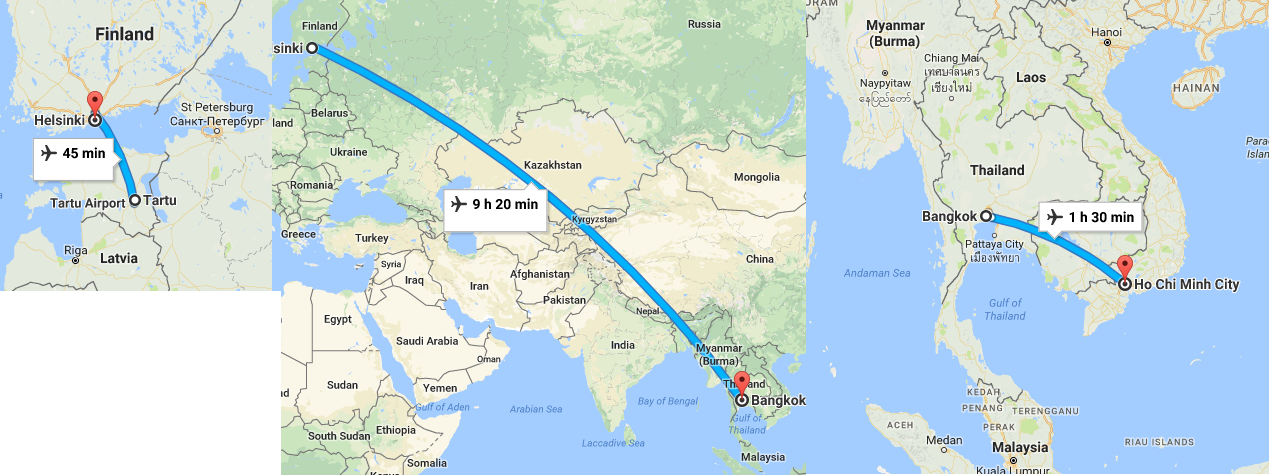 Finland
St Petersburg
Санкт-Петербург
Helsinki
45 min
Tartu Airport
Tartu
Riga
Latvia
Finland
Russia
sinki
Belarus
land
Ukraine
Kazakhstan
Mongolia
Romania
9 h 20 min
Kyrgyzstan
Greece
Turkey
Syria
China
Iraq
Afghanistan
Iran
Pakistan
Nepal
Egypt
India
Myanmar
(Burma)
Saudi Arabia
Oman
Sudan
Thailand
Yemen
Bangkok
Gulf of Aden
Arabian Sea
Bay of Bengal
Gulf of
Thailand
Ethiopia
South Sudan
Laccadive Sea
Somalia
Malaysia
ad
Myanmar
(Burma)
Hanoi
Chiang Mai
เชียงใหม่
Laos
Naypyitaw
နေပြည်တော်
HAINAN
Thailand
Para
Islan
Bangkok
1 h 30 min
Pattaya City
เมืองพัทยา
Andaman Sea
Ho Chi Minh City
Gulf of
Thailand
KEDAH
PENANG
TERENGGANU
ACEH
PERAK
Medan
RIAU ISLANDS
Malaysia
Kuala Lumpur